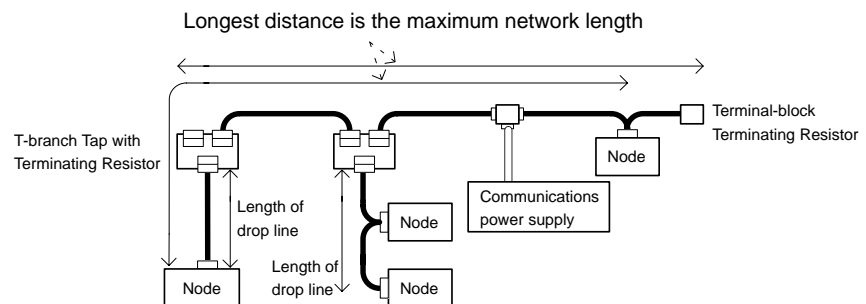 Longest distance is the maximum network length
T-branch Tap with
Terminating Resistor
Terminal-block
Terminating Resistor
Node
Length of
drop line
Communications
power supply
Node
Length of
drop line
Node
Node